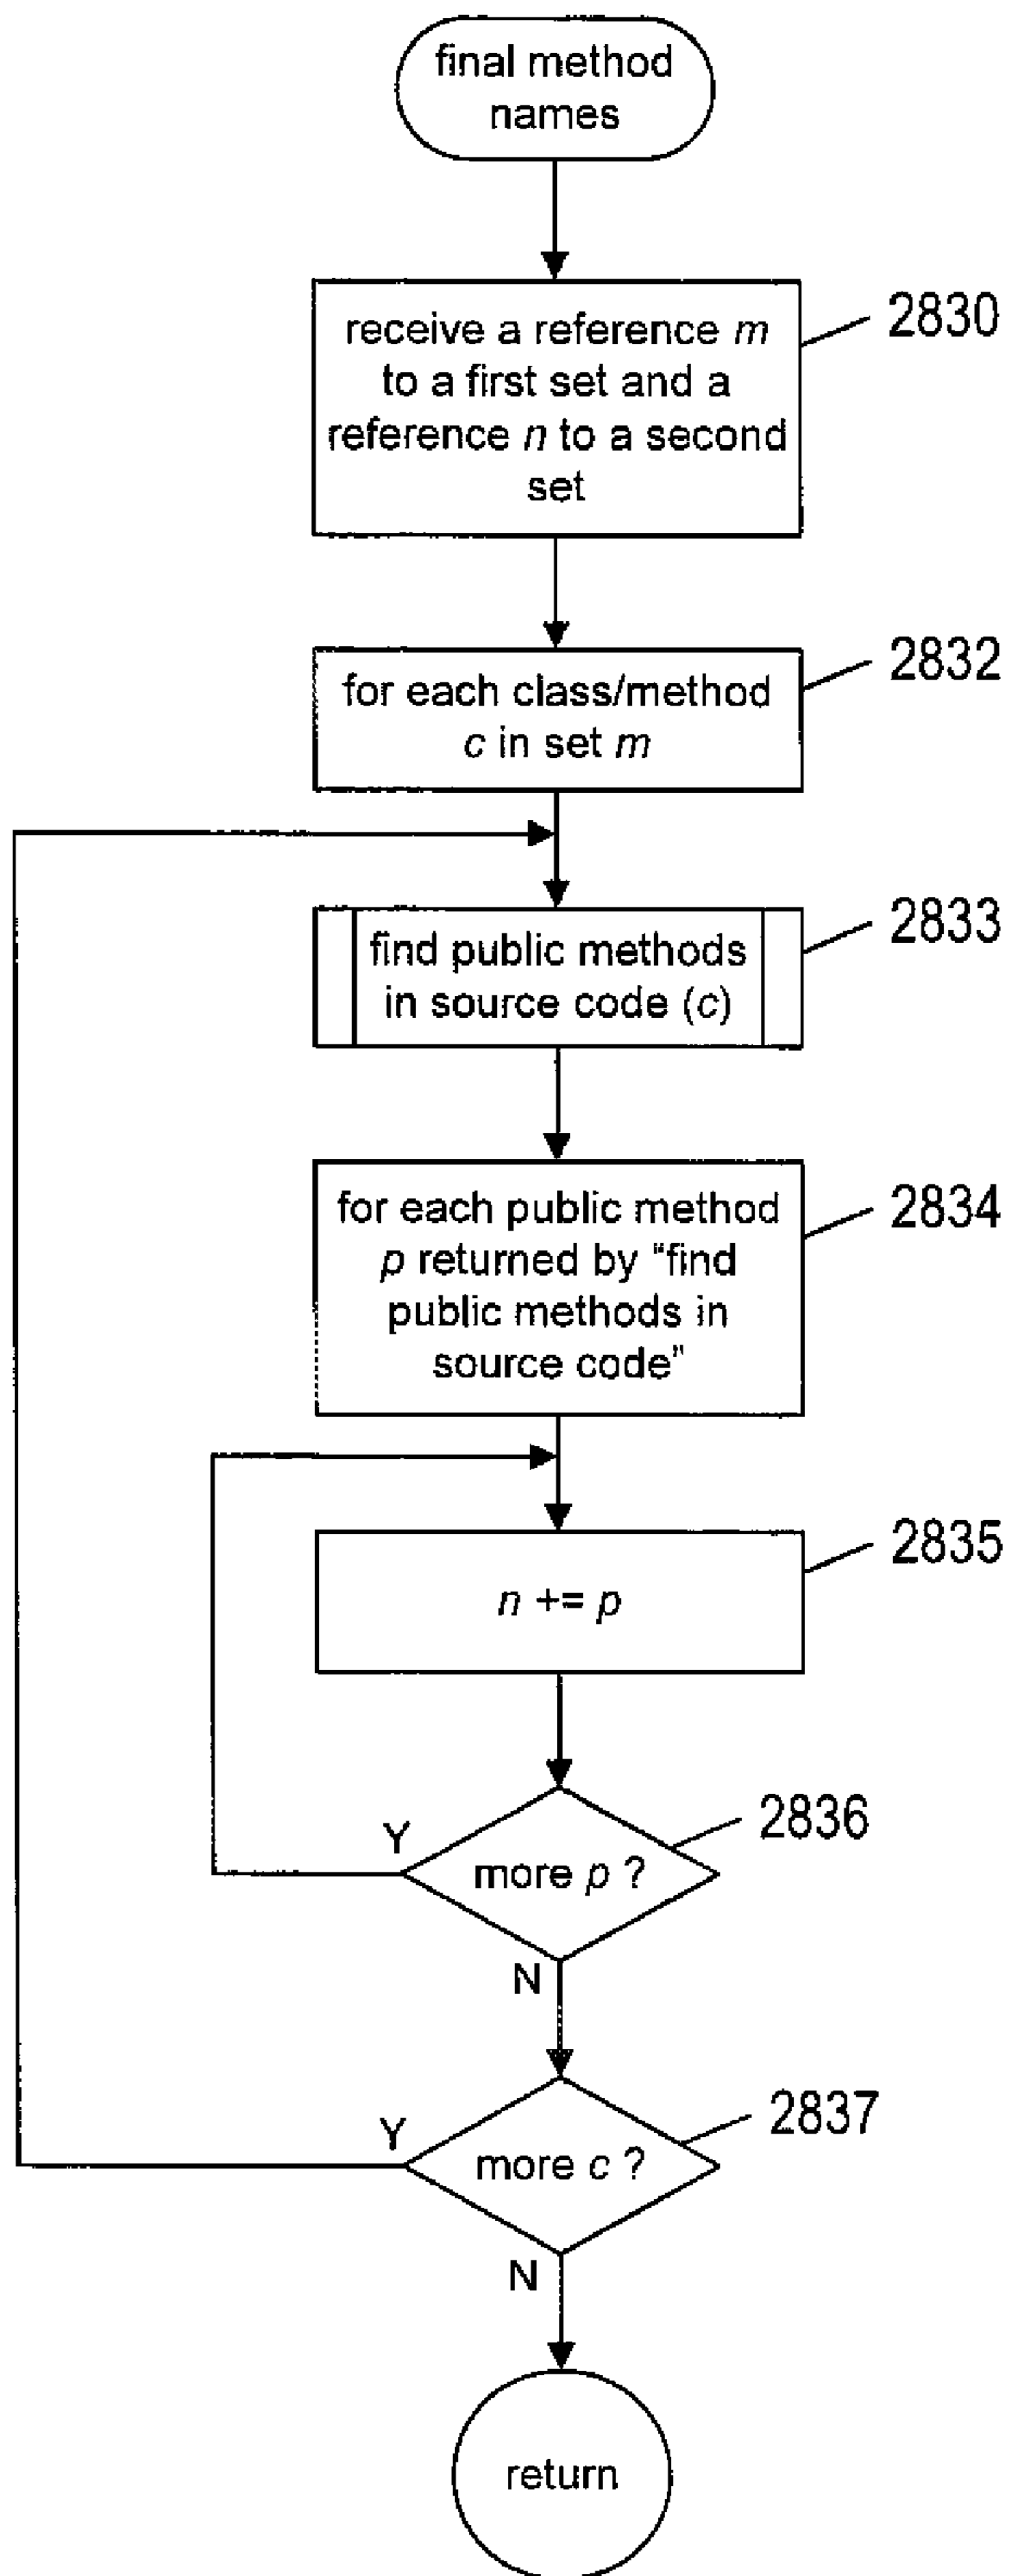 final method
names
receive a reference m
to a first set and a
reference n to a second
set
2830
for each class/method
c in set m
2832
find public methods
in source code (c)
2833
for each public method
p returned by "find
public methods in
source code"
2834
n += p
2835
more p ?
2836
Y
N
more c ?
2837
Y
N
return